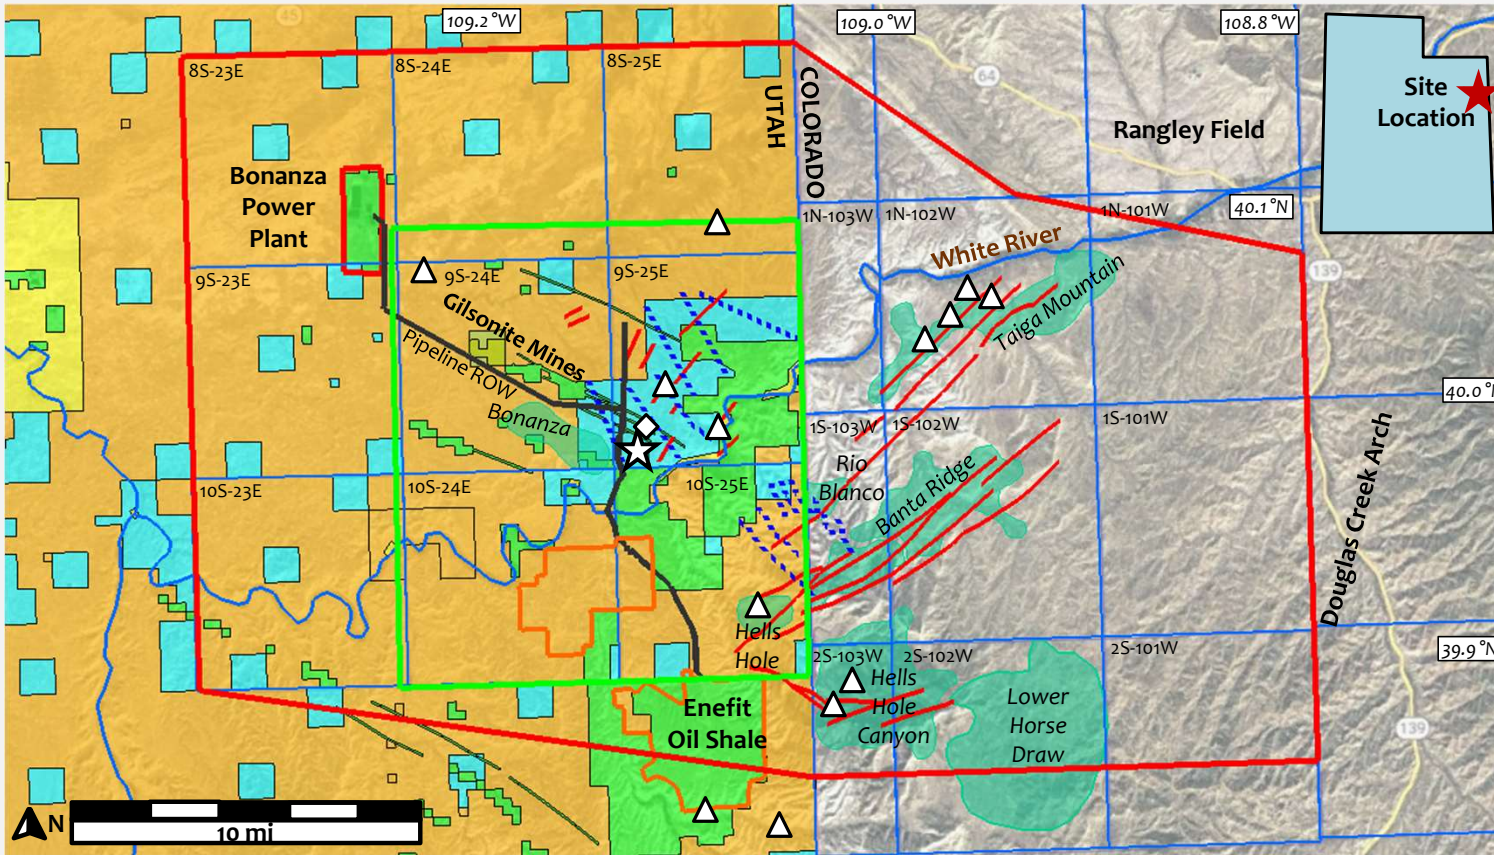 109.2 °W
109.0 °W
108.8 °W
45
8S-23E
8S-24E
8S-25E
UTAH
COLORADO
64
Rangley Field
Site
Location
Bonanza
Power
Plant
1N-103W
1N-102W
1N-101W
40.1 °N
White River
9S-23E
9S-24E
9S-25E
139
Gilsonite Mines
Pipeline ROW
Taiga Mountain
Bonanza
40.0 °N
1S-103W
1S-102W
1S-101W
Rio
Blanco
Banta Ridge
Douglas Creek Arch
10S-23E
10S-24E
10S-25E
Hells
Hole
2S-103W
2S-102W
2S-101W
39.9 °N
Hells
Hole
Canyon
Lower
Horse
Draw
Enefit
Oil Shale
139
N
10 mi